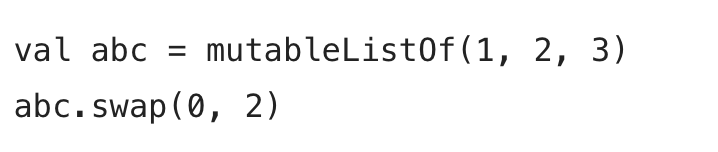 val abc = mutableListOf(1, 2, 3)
abc.swap(0, 2)